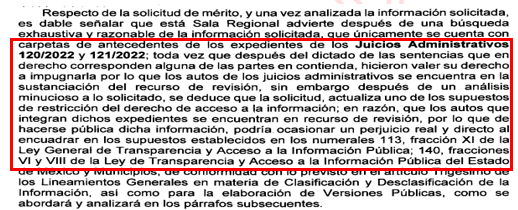 Respecto de la solicitud de mérito, y una vez analizada la información solicitada,
es dable señalar que está Sala Regional advierte después de una búsqueda
exhaustiva y razonable de la información solicitada, que únicamente se cuenta con
carpetas de antecedentes de los expedientes de los Juicios Administrativos
120/2022 y 121/2022; toda vez que después del dictado de las sentencias que en
derecho corresponden alguna de las partes en contienda, hicieron valer su derecho
a impugnarla por lo que los autos de los juicios administrativos se encuentra en la
sustanciación del recurso de revisión, sin embargo después de un análisis
minucioso a lo solicitado, se deduce que la solicitud, actualiza uno de los supuestos
de restricción del derecho de acceso a la información; en razón, que los autos que
integran dichos expedientes se encuentran en recurso de revisión, por lo que de
hacerse pública dicha información, podría ocasionar un perjuicio real y directo al
encuadrar en los supuestos establecidos en los numerales 113, fracción XI de la
Ley General de Transparencia y Acceso a la Información Pública; 140, fracciones
VI y VIII de la Ley de Transparencia y Acceso a la Información Pública del Estado
de México y Municipios, de conformidad con lo previsto en el artículo Trigésimo de
los Lineamientos Generales en materia de Clasificación y Desclasificación de la
Información, así como para la elaboración de Versiones Públicas, como se
abordará y analizará en los párrafos subsecuentes.